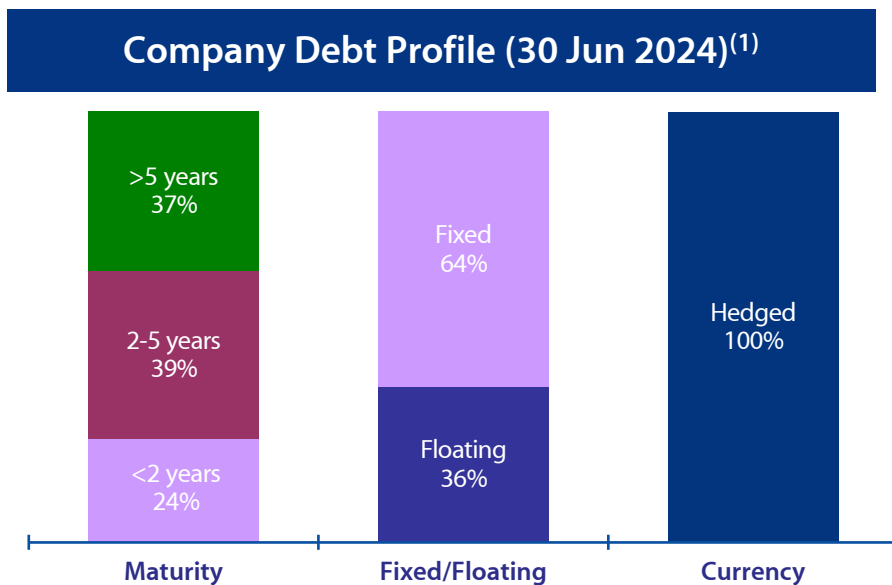 Company Debt Profile (30 Jun 2024)(1)
>5 years
37%
2-5 years
39%
<2 years
24%
Fixed
64%
Floating
36%
Hedged
100%
Maturity
Fixed/Floating
Currency